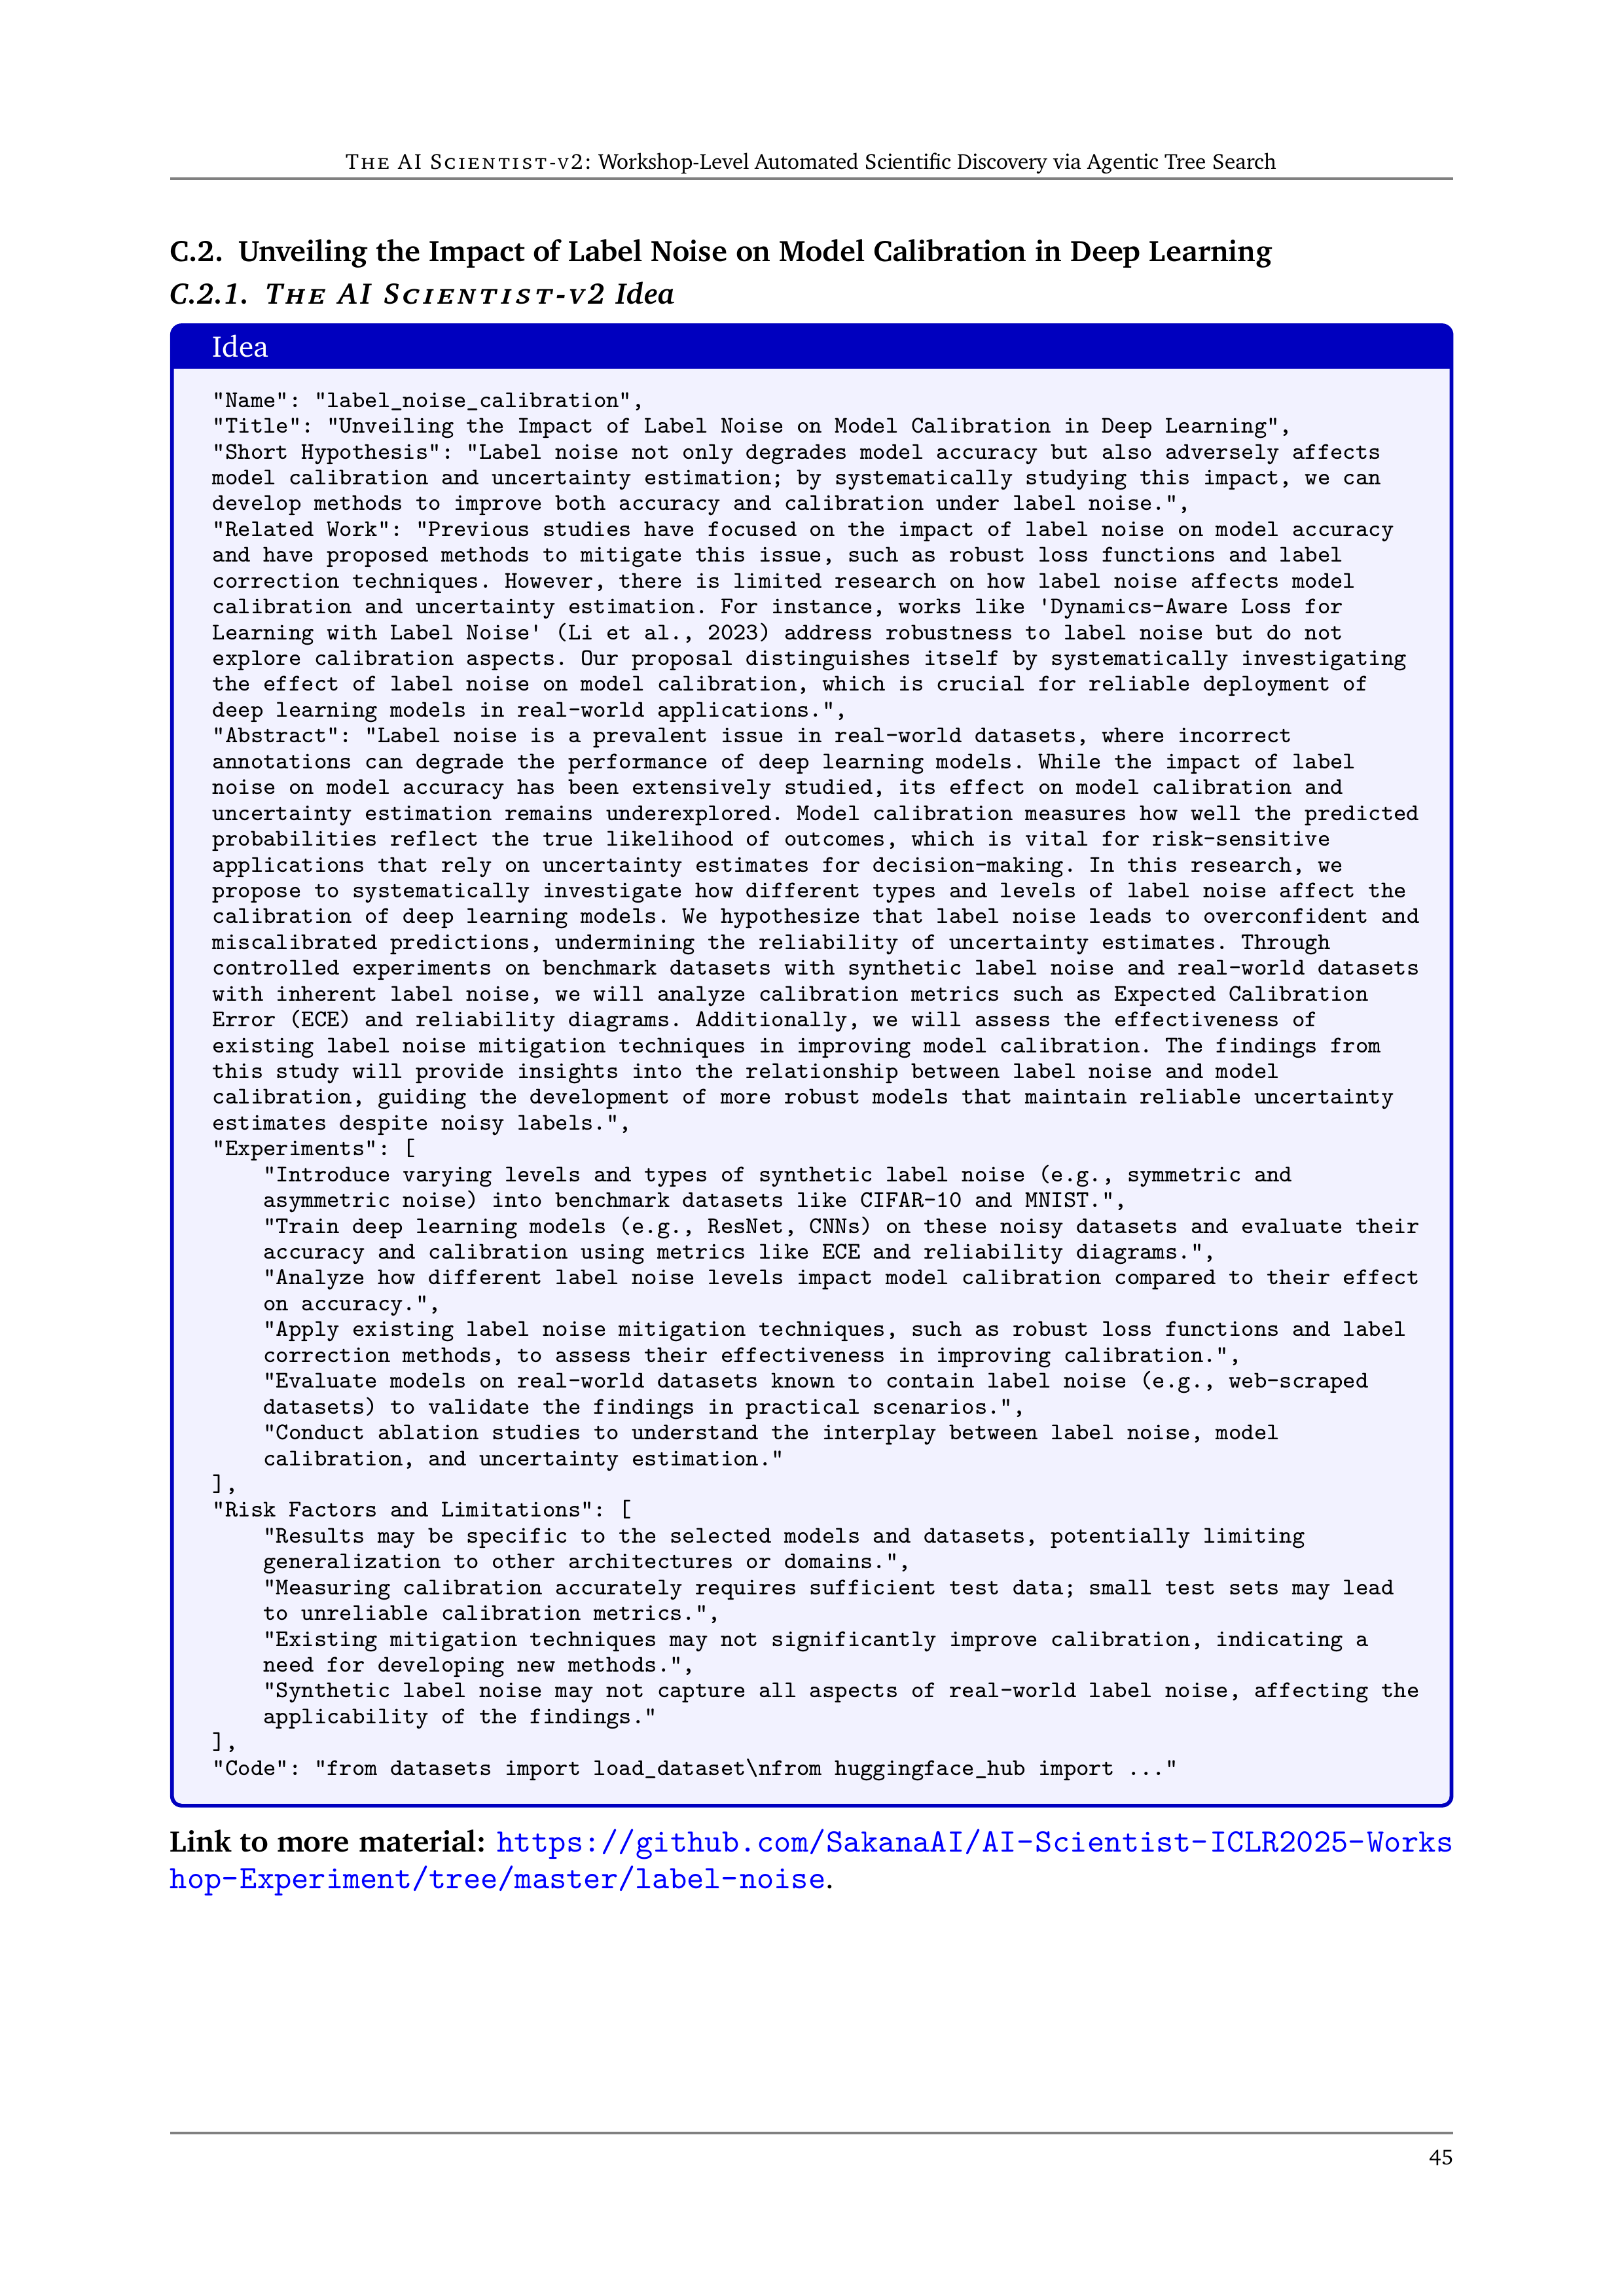 THE AI SCIENTIST-V2: Workshop-Level Automated Scientific Discovery via Agentic Tree Search
C.2. Unveiling the Impact of Label Noise on Model Calibration in Deep Learning
C.2.1. THE AI SCIENTIST-V2 Idea
Idea
"Name": "label_noise_calibration",
"Title": "Unveiling the Impact of Label Noise on Model Calibration in Deep Learning",
"Short Hypothesis": "Label noise not only degrades model accuracy but also adversely affects
model calibration and uncertainty estimation; by systematically studying this impact, we can
develop methods to improve both accuracy and calibration under label noise.",
"Related Work": "Previous studies have focused on the impact of label noise on model accuracy
and have proposed methods to mitigate this issue, such as robust loss functions and label
correction techniques. However, there is limited research on how label noise affects model
calibration and uncertainty estimation. For instance, works like 'Dynamics-Aware Loss for
Learning with Label Noise' (Li et al., 2023) address robustness to label noise but do not
explore calibration aspects. Our proposal distinguishes itself by systematically investigating
the effect of label noise on model calibration, which is crucial for reliable deployment of
deep learning models in real-world applications.",
"Abstract": "Label noise is a prevalent issue in real-world datasets, where incorrect
annotations can degrade the performance of deep learning models. While the impact of label
noise on model accuracy has been extensively studied, its effect on model calibration and
uncertainty estimation remains underexplored. Model calibration measures how well the predicted
probabilities reflect the true likelihood of outcomes, which is vital for risk-sensitive
applications that rely on uncertainty estimates for decision-making. In this research, we
propose to systematically investigate how different types and levels of label noise affect the
calibration of deep learning models. We hypothesize that label noise leads to overconfident and
miscalibrated predictions, undermining the reliability of uncertainty estimates. Through
controlled experiments on benchmark datasets with synthetic label noise and real-world datasets
with inherent label noise, we will analyze calibration metrics such as Expected Calibration
Error (ECE) and reliability diagrams. Additionally, we will assess the effectiveness of
existing label noise mitigation techniques in improving model calibration. The findings from
this study will provide insights into the relationship between label noise and model
calibration, guiding the development of more robust models that maintain reliable uncertainty
estimates despite noisy labels.",
"Experiments": [
"Introduce varying levels and types of synthetic label noise (e.g., symmetric and
asymmetric noise) into benchmark datasets like CIFAR-10 and MNIST.",
"Train deep learning models (e.g., ResNet, CNNs) on these noisy datasets and evaluate their
accuracy and calibration using metrics like ECE and reliability diagrams.",
"Analyze how different label noise levels impact model calibration compared to their effect
on accuracy.",
"Apply existing label noise mitigation techniques, such as robust loss functions and label
correction methods, to assess their effectiveness in improving calibration.",
"Evaluate models on real-world datasets known to contain label noise (e.g., web-scraped
datasets) to validate the findings in practical scenarios.",
"Conduct ablation studies to understand the interplay between label noise, model
calibration, and uncertainty estimation."
],
"Risk Factors and Limitations": [
"Results may be specific to the selected models and datasets, potentially limiting
generalization to other architectures or domains.",
"Measuring calibration accurately requires sufficient test data; small test sets may lead
to unreliable calibration metrics.",
"Existing mitigation techniques may not significantly improve calibration, indicating a
need for developing new methods.",
"Synthetic label noise may not capture all aspects of real-world label noise, affecting the
applicability of the findings."
],
"Code": "from datasets import load_dataset\nfrom huggingface_hub import ..."
Link to more material: https://github.com/SakanaAI/AI-Scientist-ICLR2025-Works
hop-Experiment/tree/master/label-noise.
45